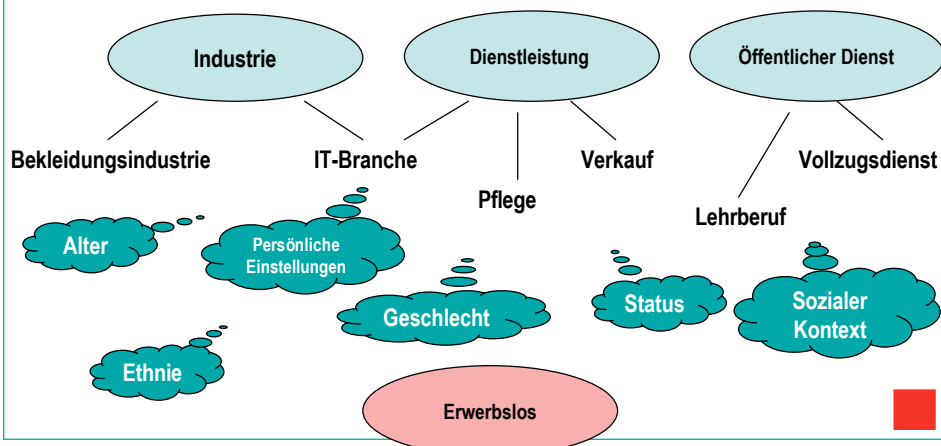 Industrie
Dienstleistung
Öffentlicher Dienst
Bekleidungsindustrie
IT-Branche
Verkauf
Vollzugsdienst
Pflege
Lehrberuf
Alter
Persönliche
Einstellungen
Geschlecht
Status
Sozialer
Kontext
Ethnie
Erwerbslos